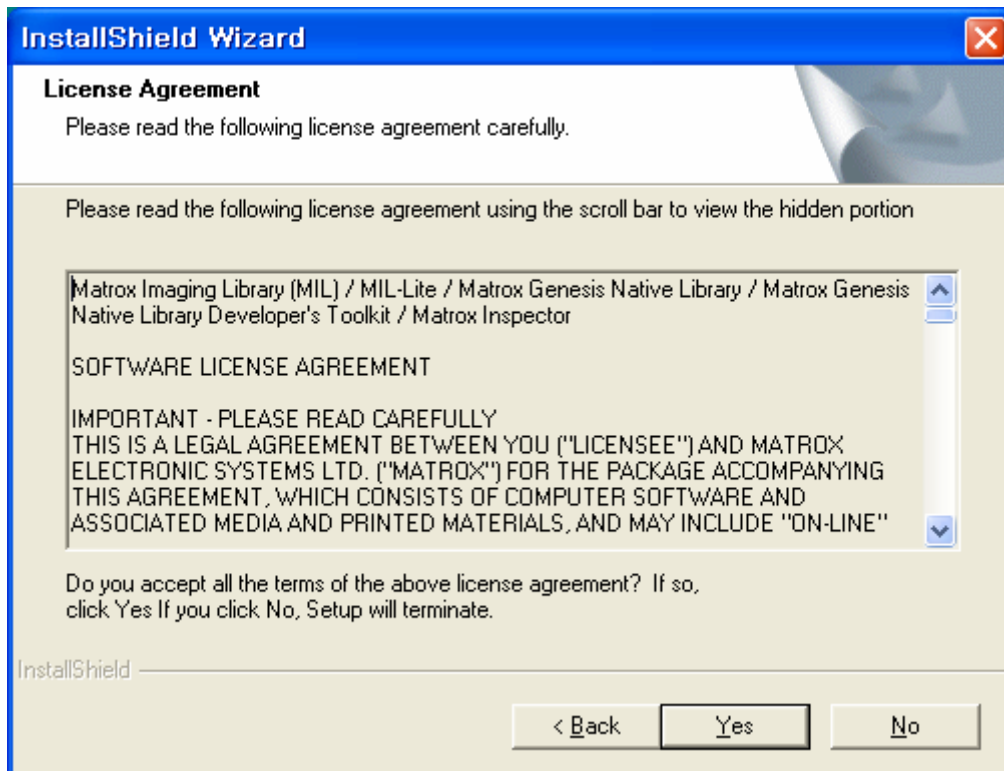 InstallShield Wizard
License Agreement
Please read the following license agreement carefully.
Please read the following license agreement using the scroll bar to view the hidden portion
Matrox Imaging Library (MIL) / MIL-Lite / Matrox Genesis Native Library / Matrox Genesis
Native Library Developer's Toolkit / Matrox Inspector
SOFTWARE LICENSE AGREEMENT
IMPORTANT - PLEASE READ CAREFULLY
THIS IS A LEGAL AGREEMENT BETWEEN YOU ("LICENSEE") AND MATROX
ELECTRONIC SYSTEMS LTD. ("MATROX") FOR THE PACKAGE ACCOMPANYING
THIS AGREEMENT, WHICH CONSISTS OF COMPUTER SOFTWARE AND
ASSOCIATED MEDIA AND PRINTED MATERIALS, AND MAY INCLUDE "ON-LINE"
Do you accept all the terms of the above license agreement?  If so,
click Yes If you click No, Setup will terminate.
InstallShield
< Back
Yes
No